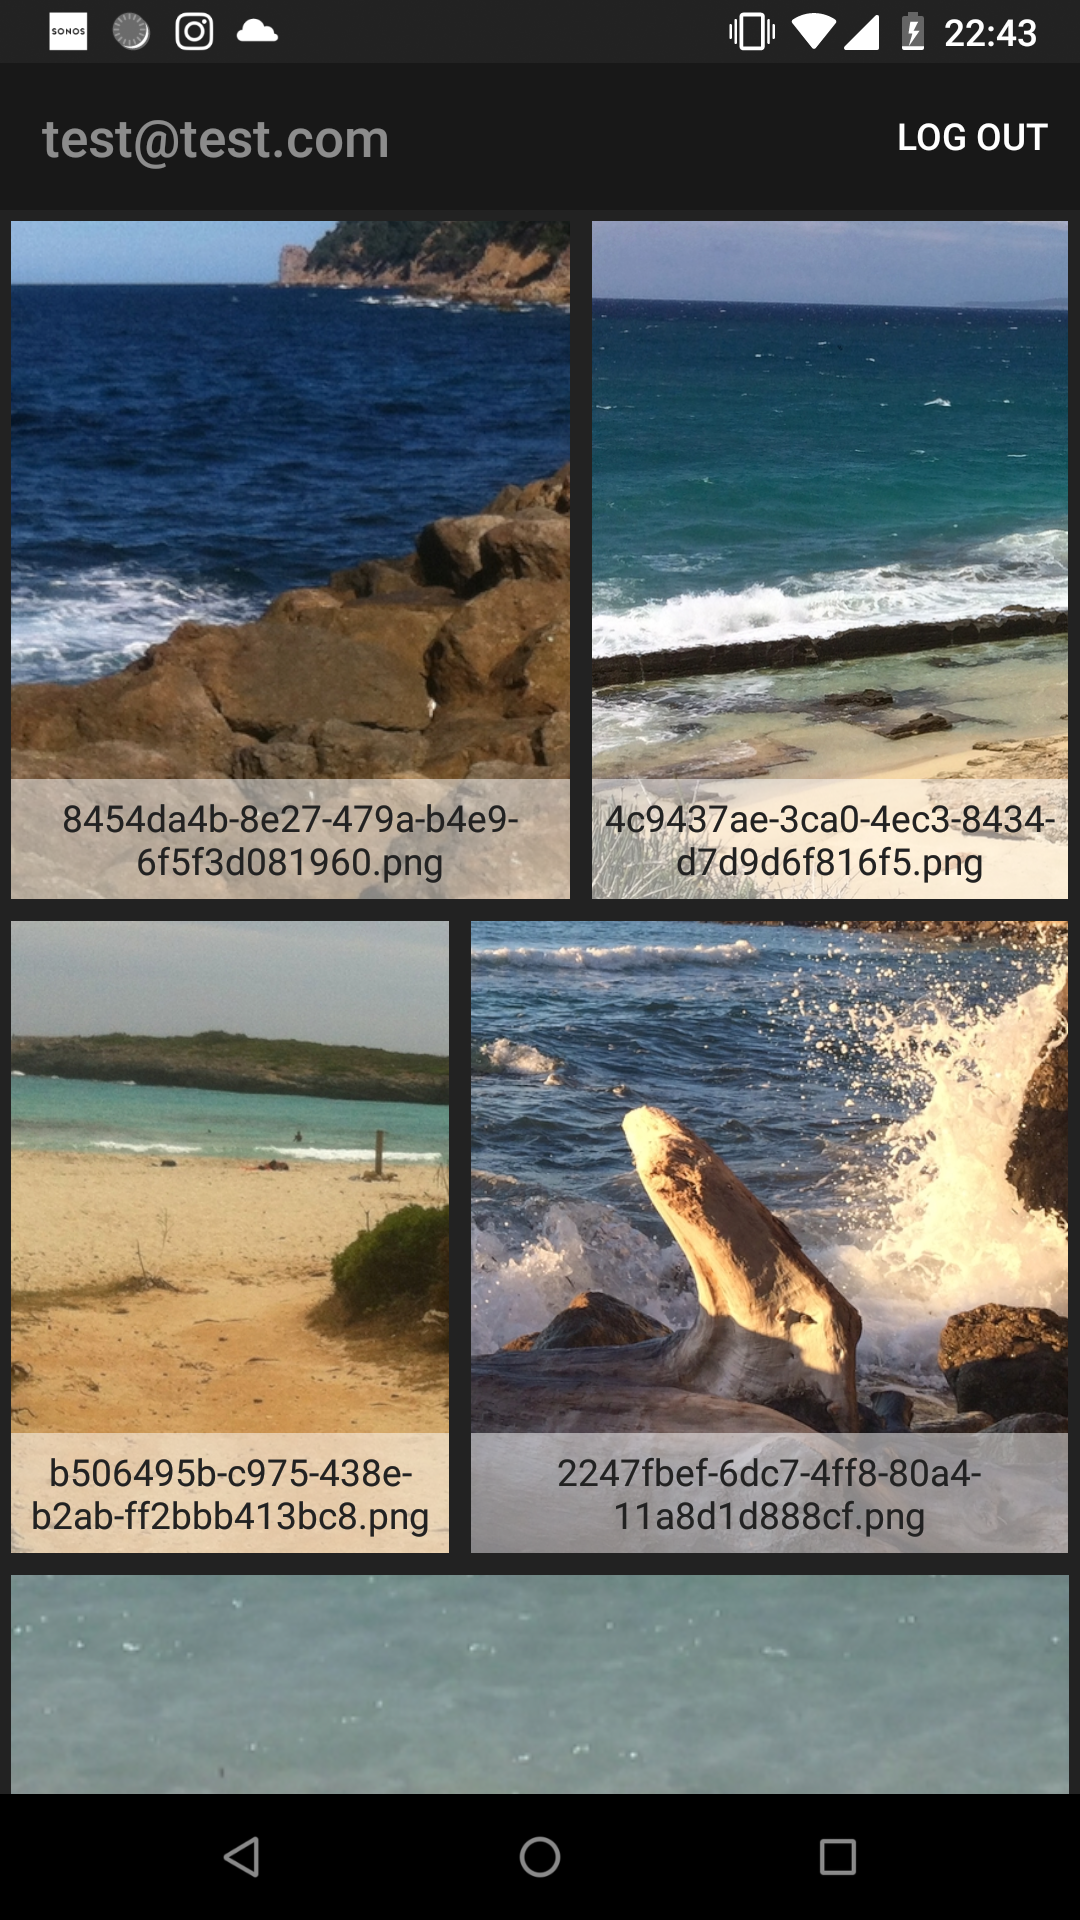 SONOS
22:43
test@test.com
LOG OUT
8454da4b-8e27-479a-b4e9-
6f5f3d081960.png
4c9437ae-3ca0-4ec3-8434-
d7d9d6f816f5.png
b506495b-c975-438e-
b2ab-ff2bbb413bc8.png
2247fbef-6dc7-4ff8-80a4-
11a8d1d888cf.png